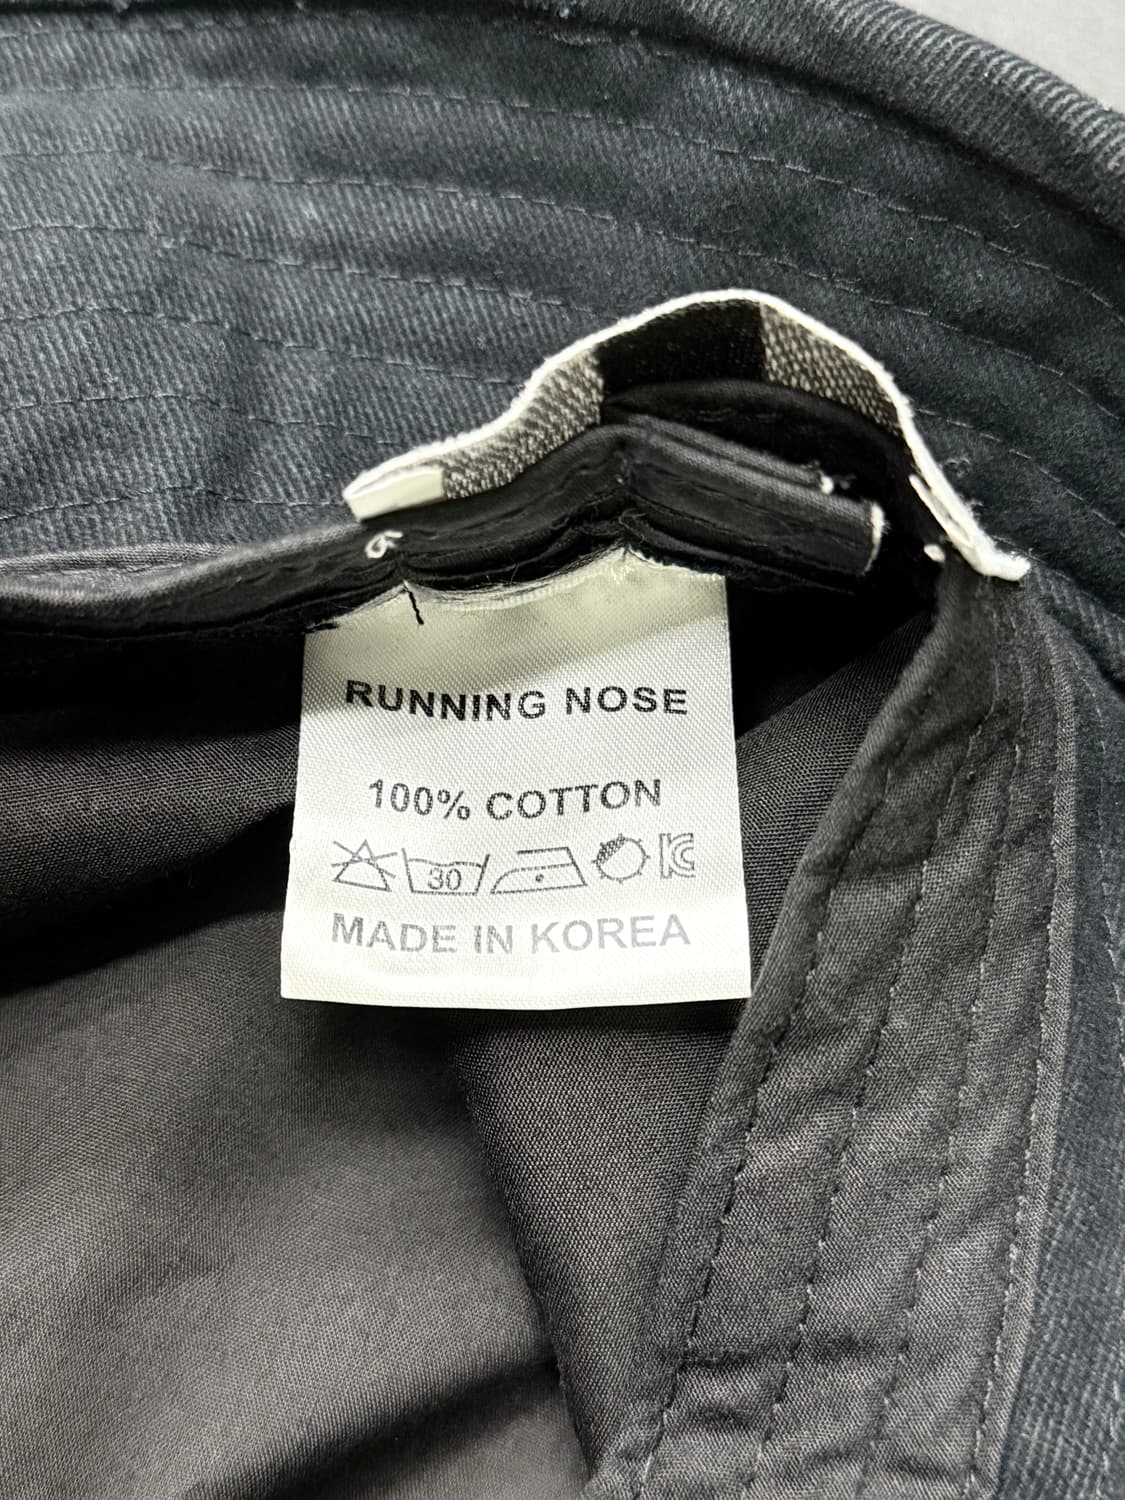 RUNNING NOSE
100% COTTON
30
MADE IN KOREA